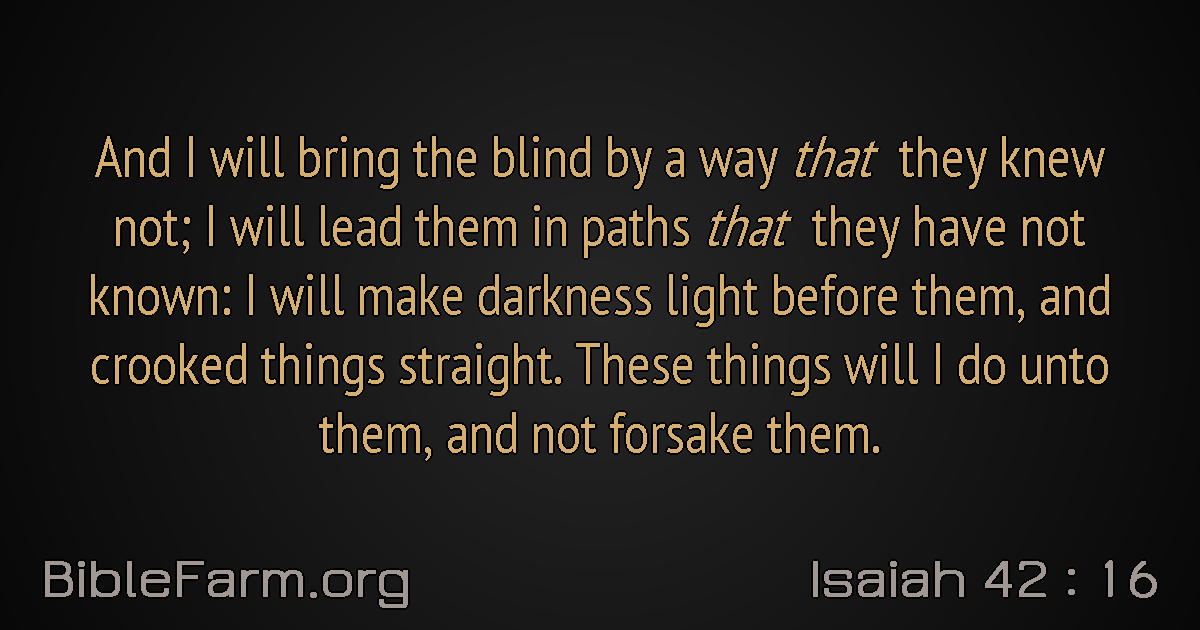 And I will bring the blind by a way that they knew
not; I will lead them in paths that they have not
known: I will make darkness light before them, and
crooked things straight. These things will I do unto
them, and not forsake them.
BibleFarm.org
Isaiah 42 : 16